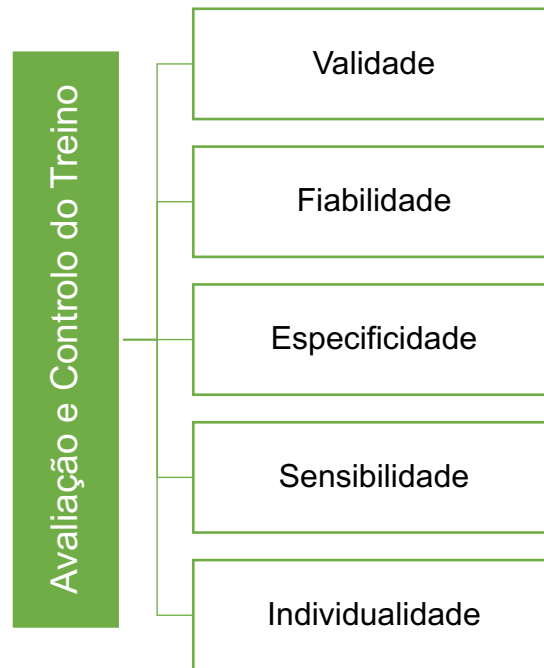 Avaliação e Controlo do Treino
Validade
Fiabilidade
Especificidade
Sensibilidade
Individualidade